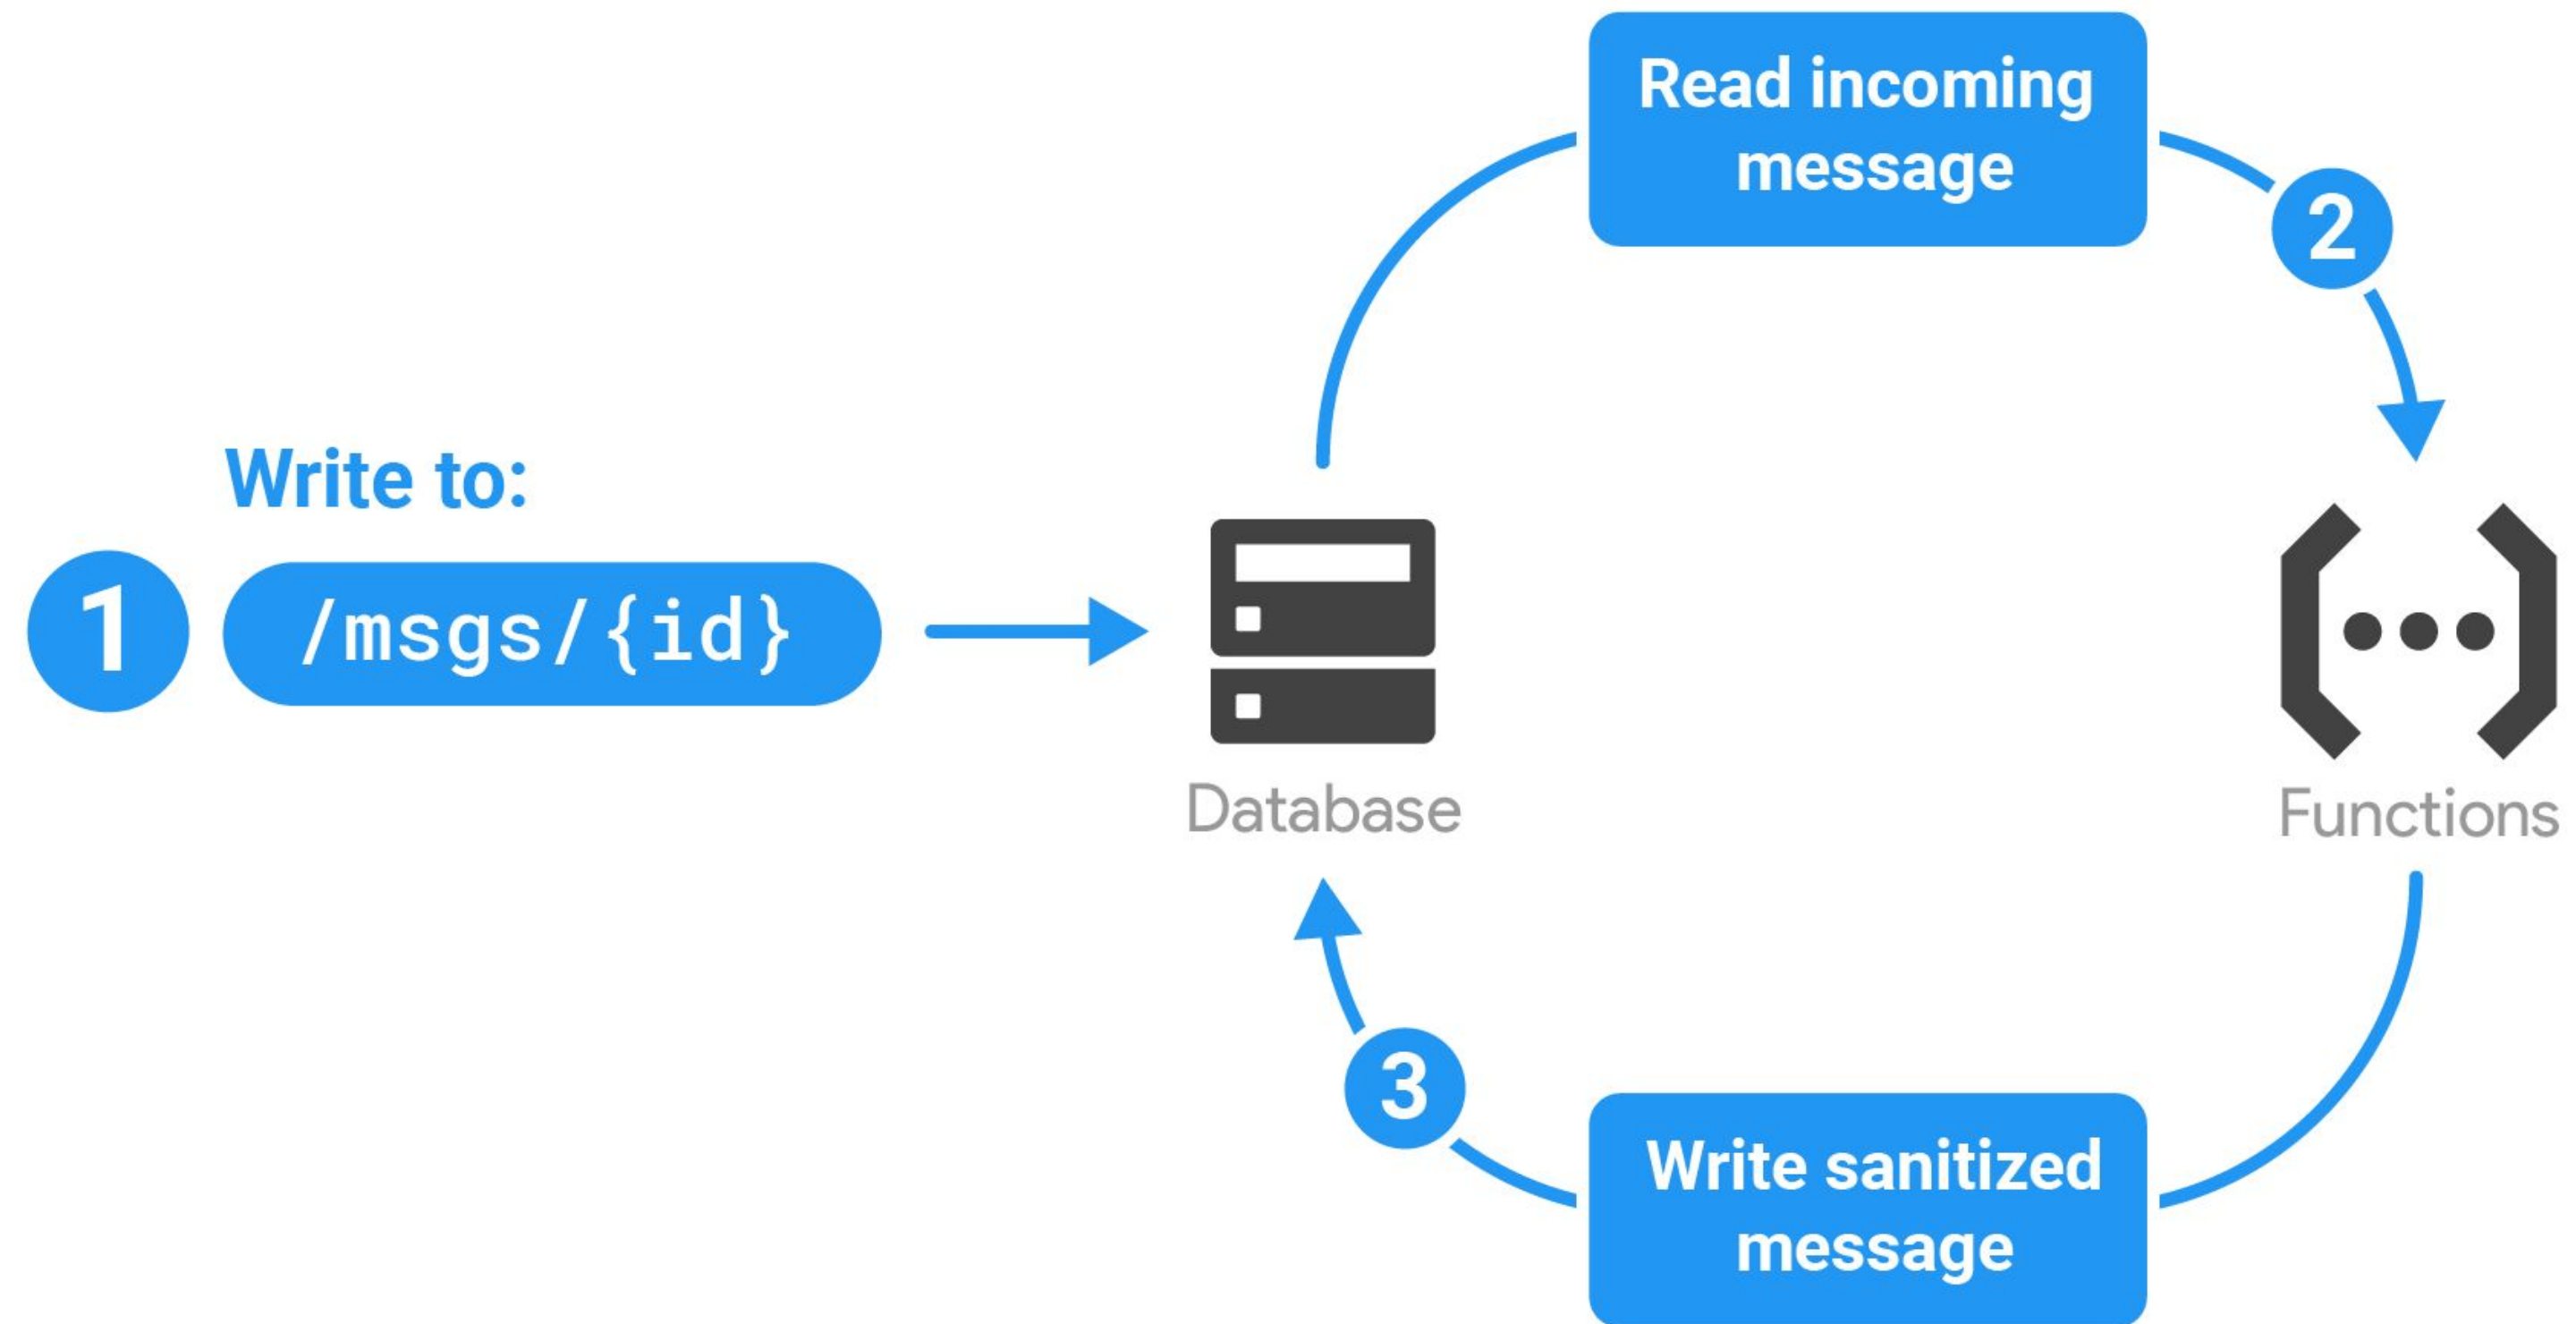 Write to:
1
/msgs/{id}
Database
Read incoming
message
2
Functions
3
Write sanitized
message